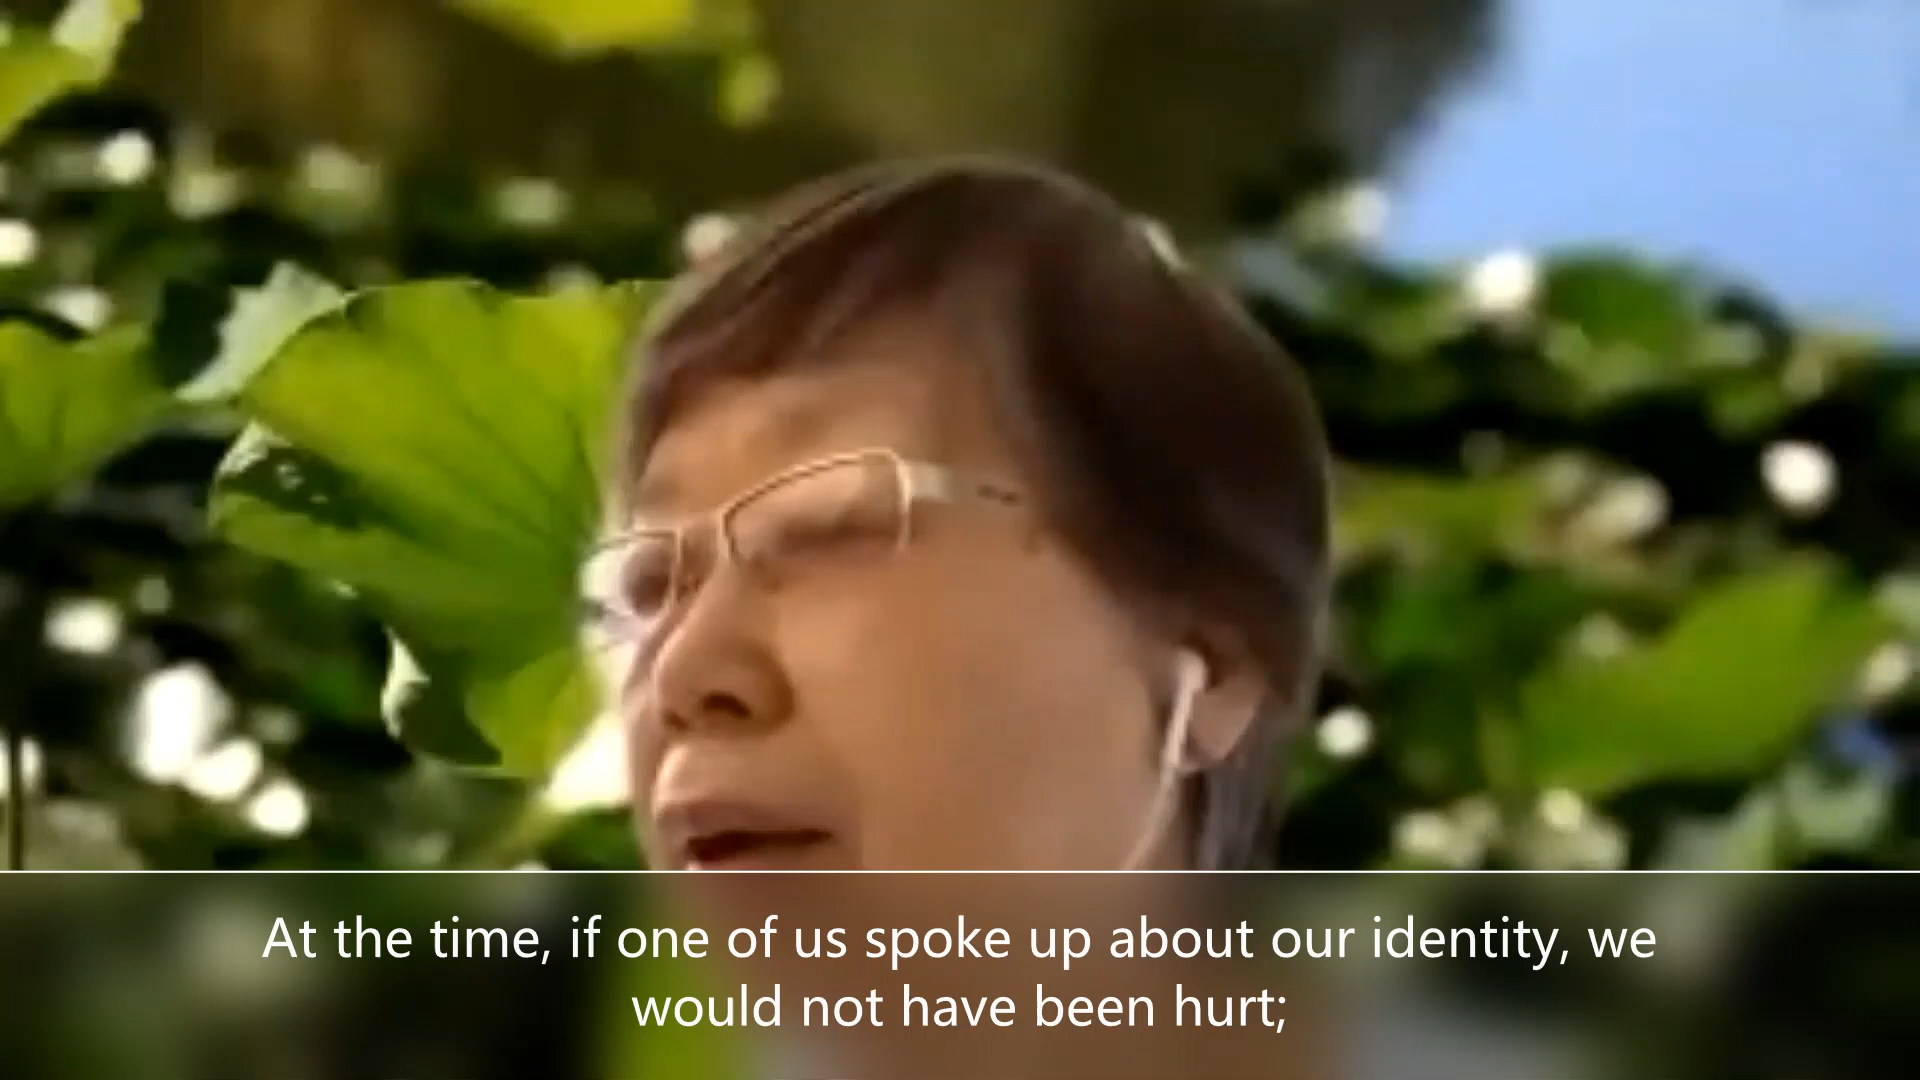 At the time, if one of us spoke up about our identity, we
would not have been hurt;